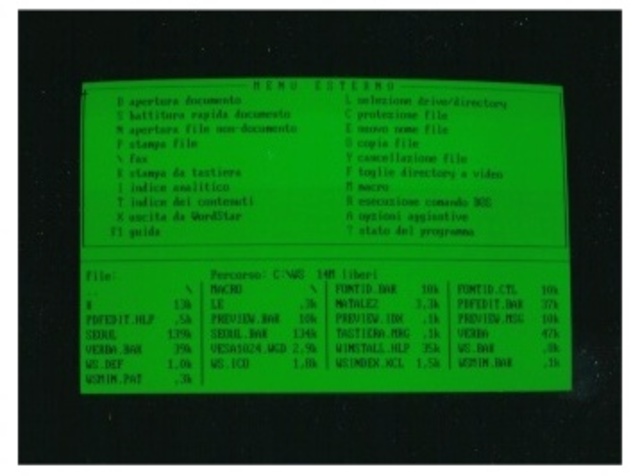 MENU ESTERNO
D apertura documento L selezione drive/directory
S battitura rapida documento C protezione file
N apertura file non-documento E nuovo nome file
P stampa file O copia file
\ fax Y cancellazione file
K stampa da tastiera F toglie directory a video
I indice analitico M macro
T indice dei contenuti R esecuzione comando DOS
X uscita da WordStar A opzioni aggiuntive
F1 guida ? stato del programma
File: Percorso: C:\WS 14M liberi
.. \ MACRO \ FONTID.BAK 10k FONTID.CTL 10k
13k LE .3k NATALE2 3,3k PDFEDIT.BAK 37k
PDFEDIT.HLP .5k PREVIEW.BAK 10k PREVIEW.IDX .1k PREVIEW.MSG 10k
SEOUL 139k SEOUL.BAK 134k TASTIERA.MRG .1k VERBA 47k
VERBA.BAK 39k VESA1024.WGD 2,9k WINSTALL.HLP 35k WS.BAK .8k
WS.DEF 1,0k WS.ICO 1,0k WSINDEX.XCL 1,5k WSMIN.BAK .1k
WSMIN.PAT .3k